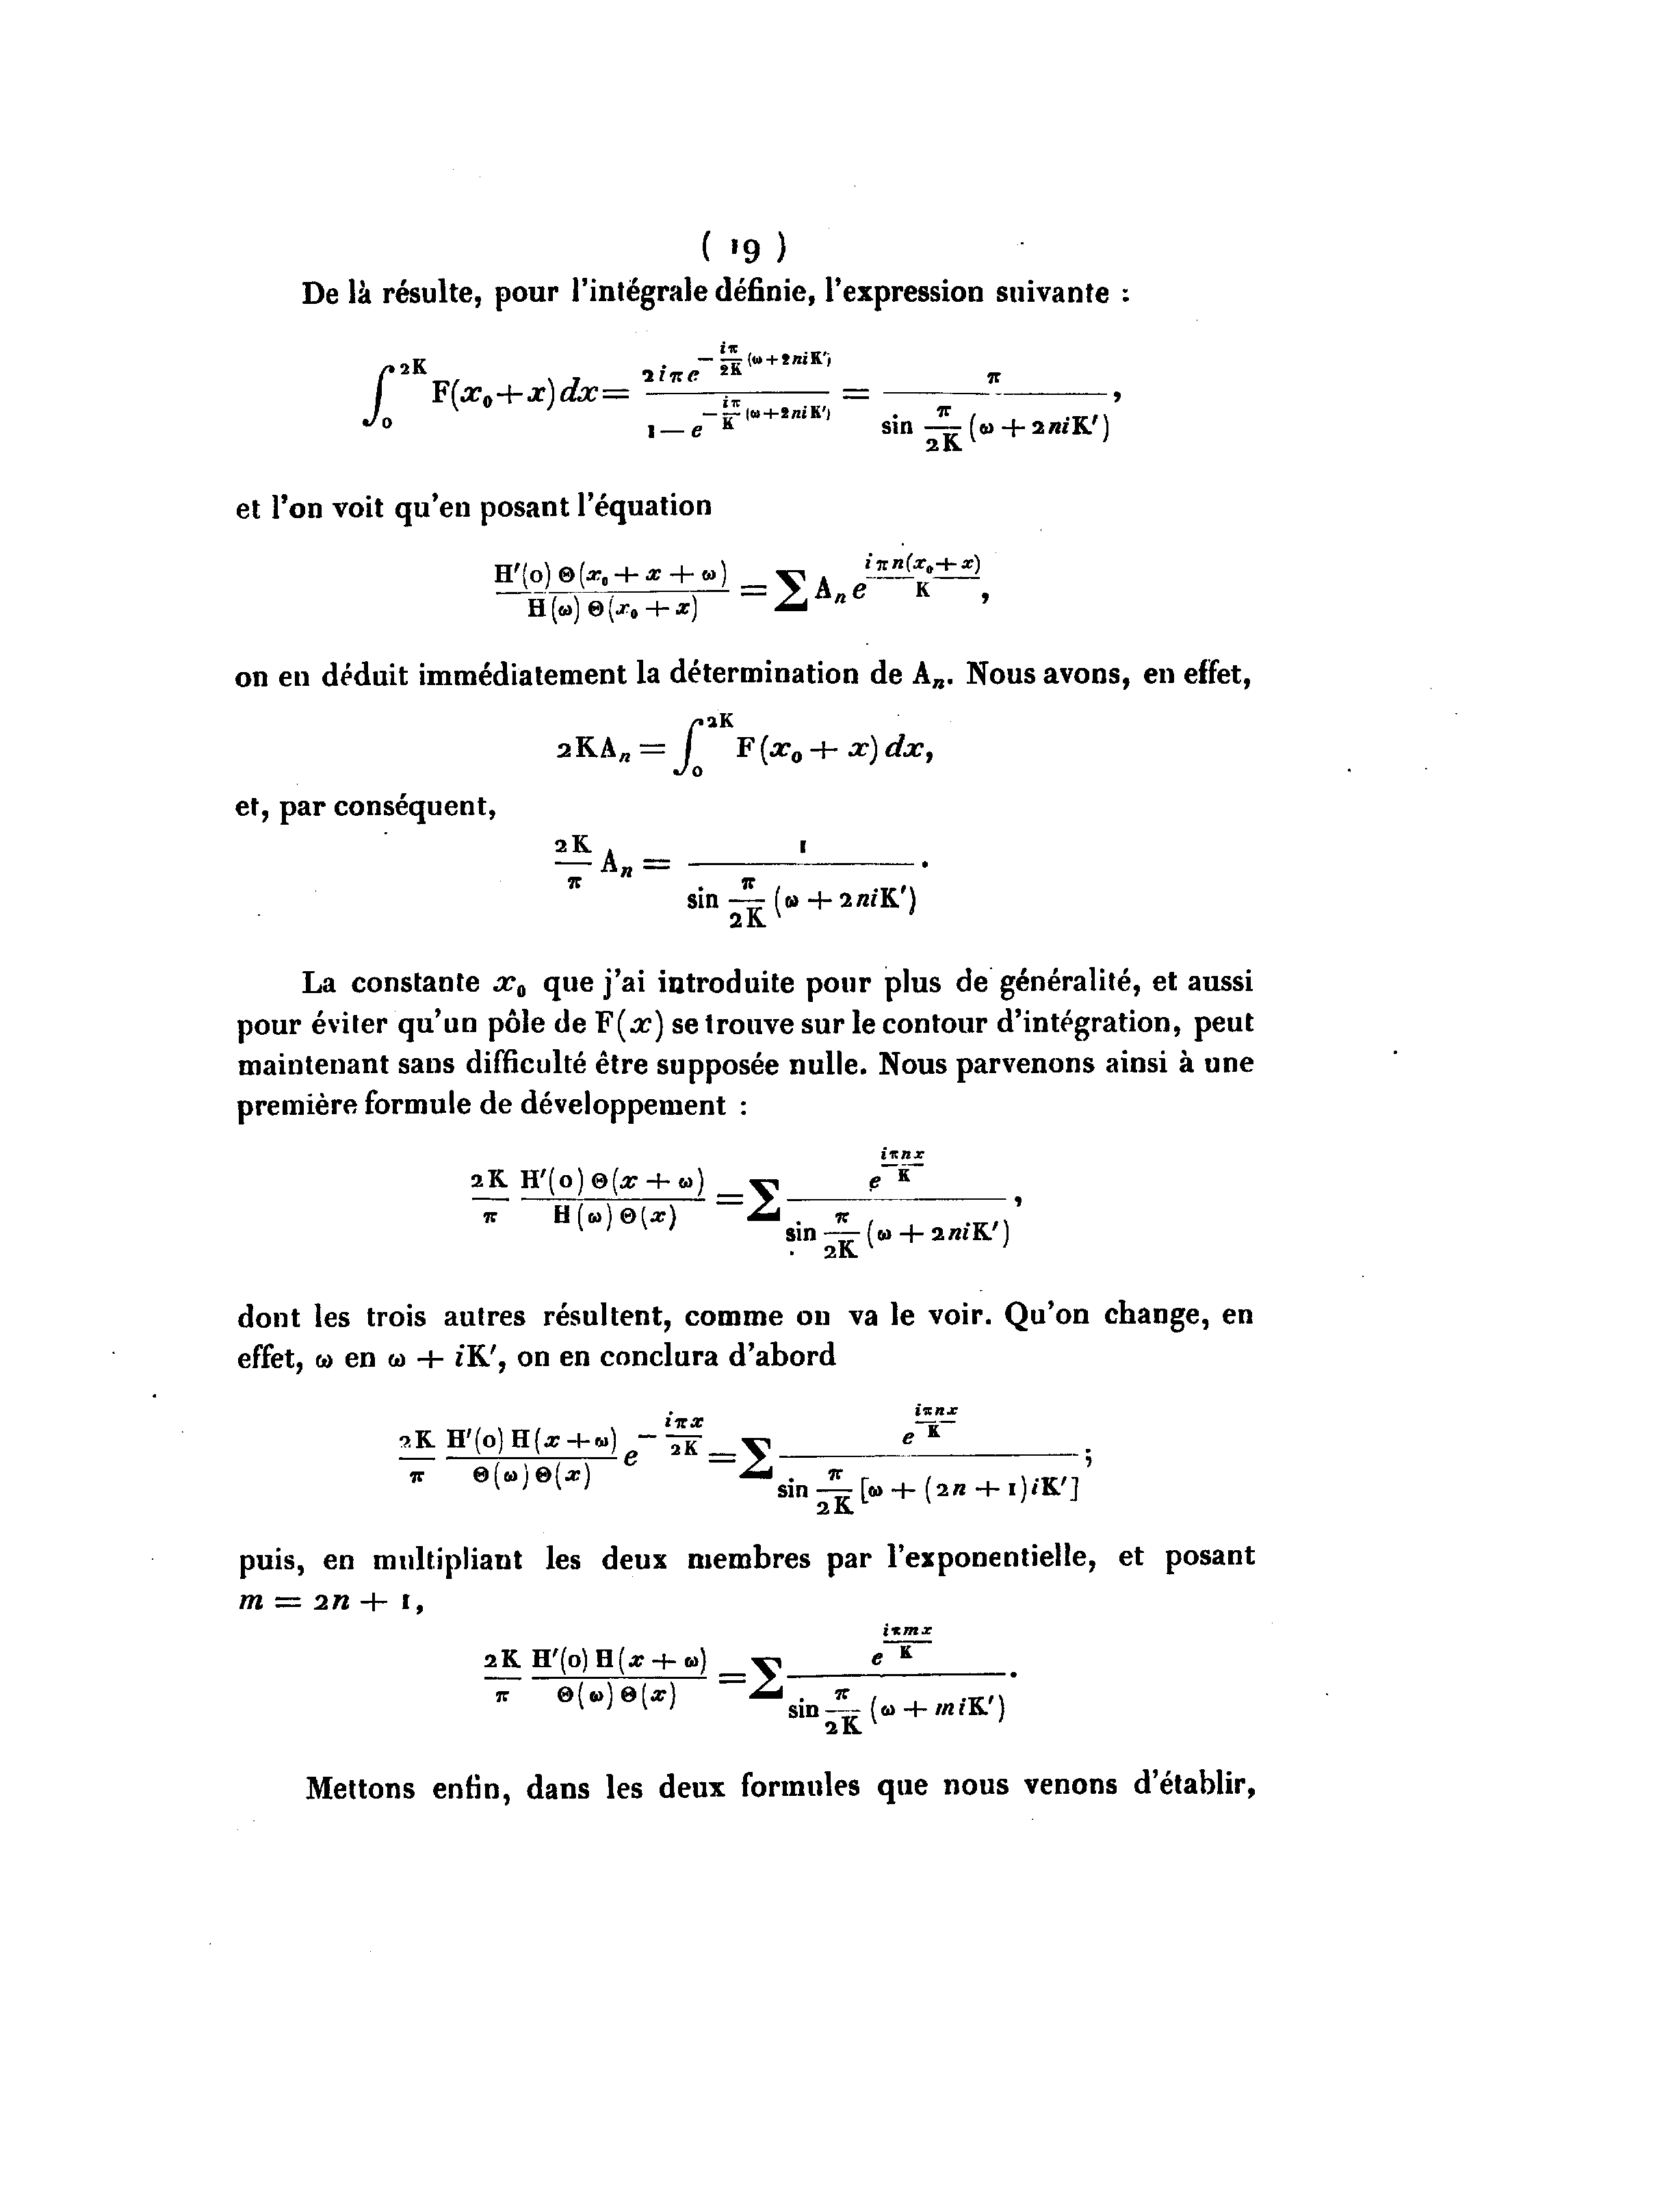 ( 19 )
De là résulte, pour l'intégrale définie, l'expression suivante :
$\int_0^{2K} F(x_0+x)\,dx = \frac{2i\pi e^{-\frac{i\pi}{2K}(\omega+2niK')}}{1-e^{-\frac{i\pi}{K}(\omega+2niK')}} = \frac{\pi}{\sin\frac{\pi}{2K}(\omega+2niK')},$
et l'on voit qu'en posant l'équation
$\frac{H'(0)\,\Theta(x_0+x+\omega)}{H(\omega)\,\Theta(x_0+x)} = \sum A_n e^{\frac{i\pi n(x_0+x)}{K}},$
on en déduit immédiatement la détermination de $A_n$. Nous avons, en effet,
$2KA_n = \int_0^{2K} F(x_0+x)\,dx,$
et, par conséquent,
$\frac{2K}{\pi} A_n = \frac{1}{\sin\frac{\pi}{2K}(\omega+2niK')}.$
La constante $x_0$ que j'ai introduite pour plus de généralité, et aussi
pour éviter qu'un pôle de F(x) se trouve sur le contour d'intégration, peut
maintenant sans difficulté être supposée nulle. Nous parvenons ainsi à une
première formule de développement :
$\frac{2K}{\pi}\frac{H'(0)\,\Theta(x+\omega)}{H(\omega)\,\Theta(x)} = \sum \frac{e^{\frac{i\pi nx}{K}}}{\sin\frac{\pi}{2K}(\omega+2niK')},$
dont les trois autres résultent, comme on va le voir. Qu'on change, en
effet, ω en ω + iK', on en conclura d'abord
$\frac{2K}{\pi}\frac{H'(0)\,H(x+\omega)}{\Theta(\omega)\,\Theta(x)} e^{-\frac{i\pi x}{2K}} = \sum \frac{e^{\frac{i\pi nx}{K}}}{\sin\frac{\pi}{2K}[\omega+(2n+1)iK']};$
puis, en multipliant les deux membres par l'exponentielle, et posant
m = 2n + 1,
$\frac{2K}{\pi}\frac{H'(0)\,H(x+\omega)}{\Theta(\omega)\,\Theta(x)} = \sum \frac{e^{\frac{i\pi mx}{K}}}{\sin\frac{\pi}{2K}(\omega+miK')}.$
Mettons enfin, dans les deux formules que nous venons d'établir,